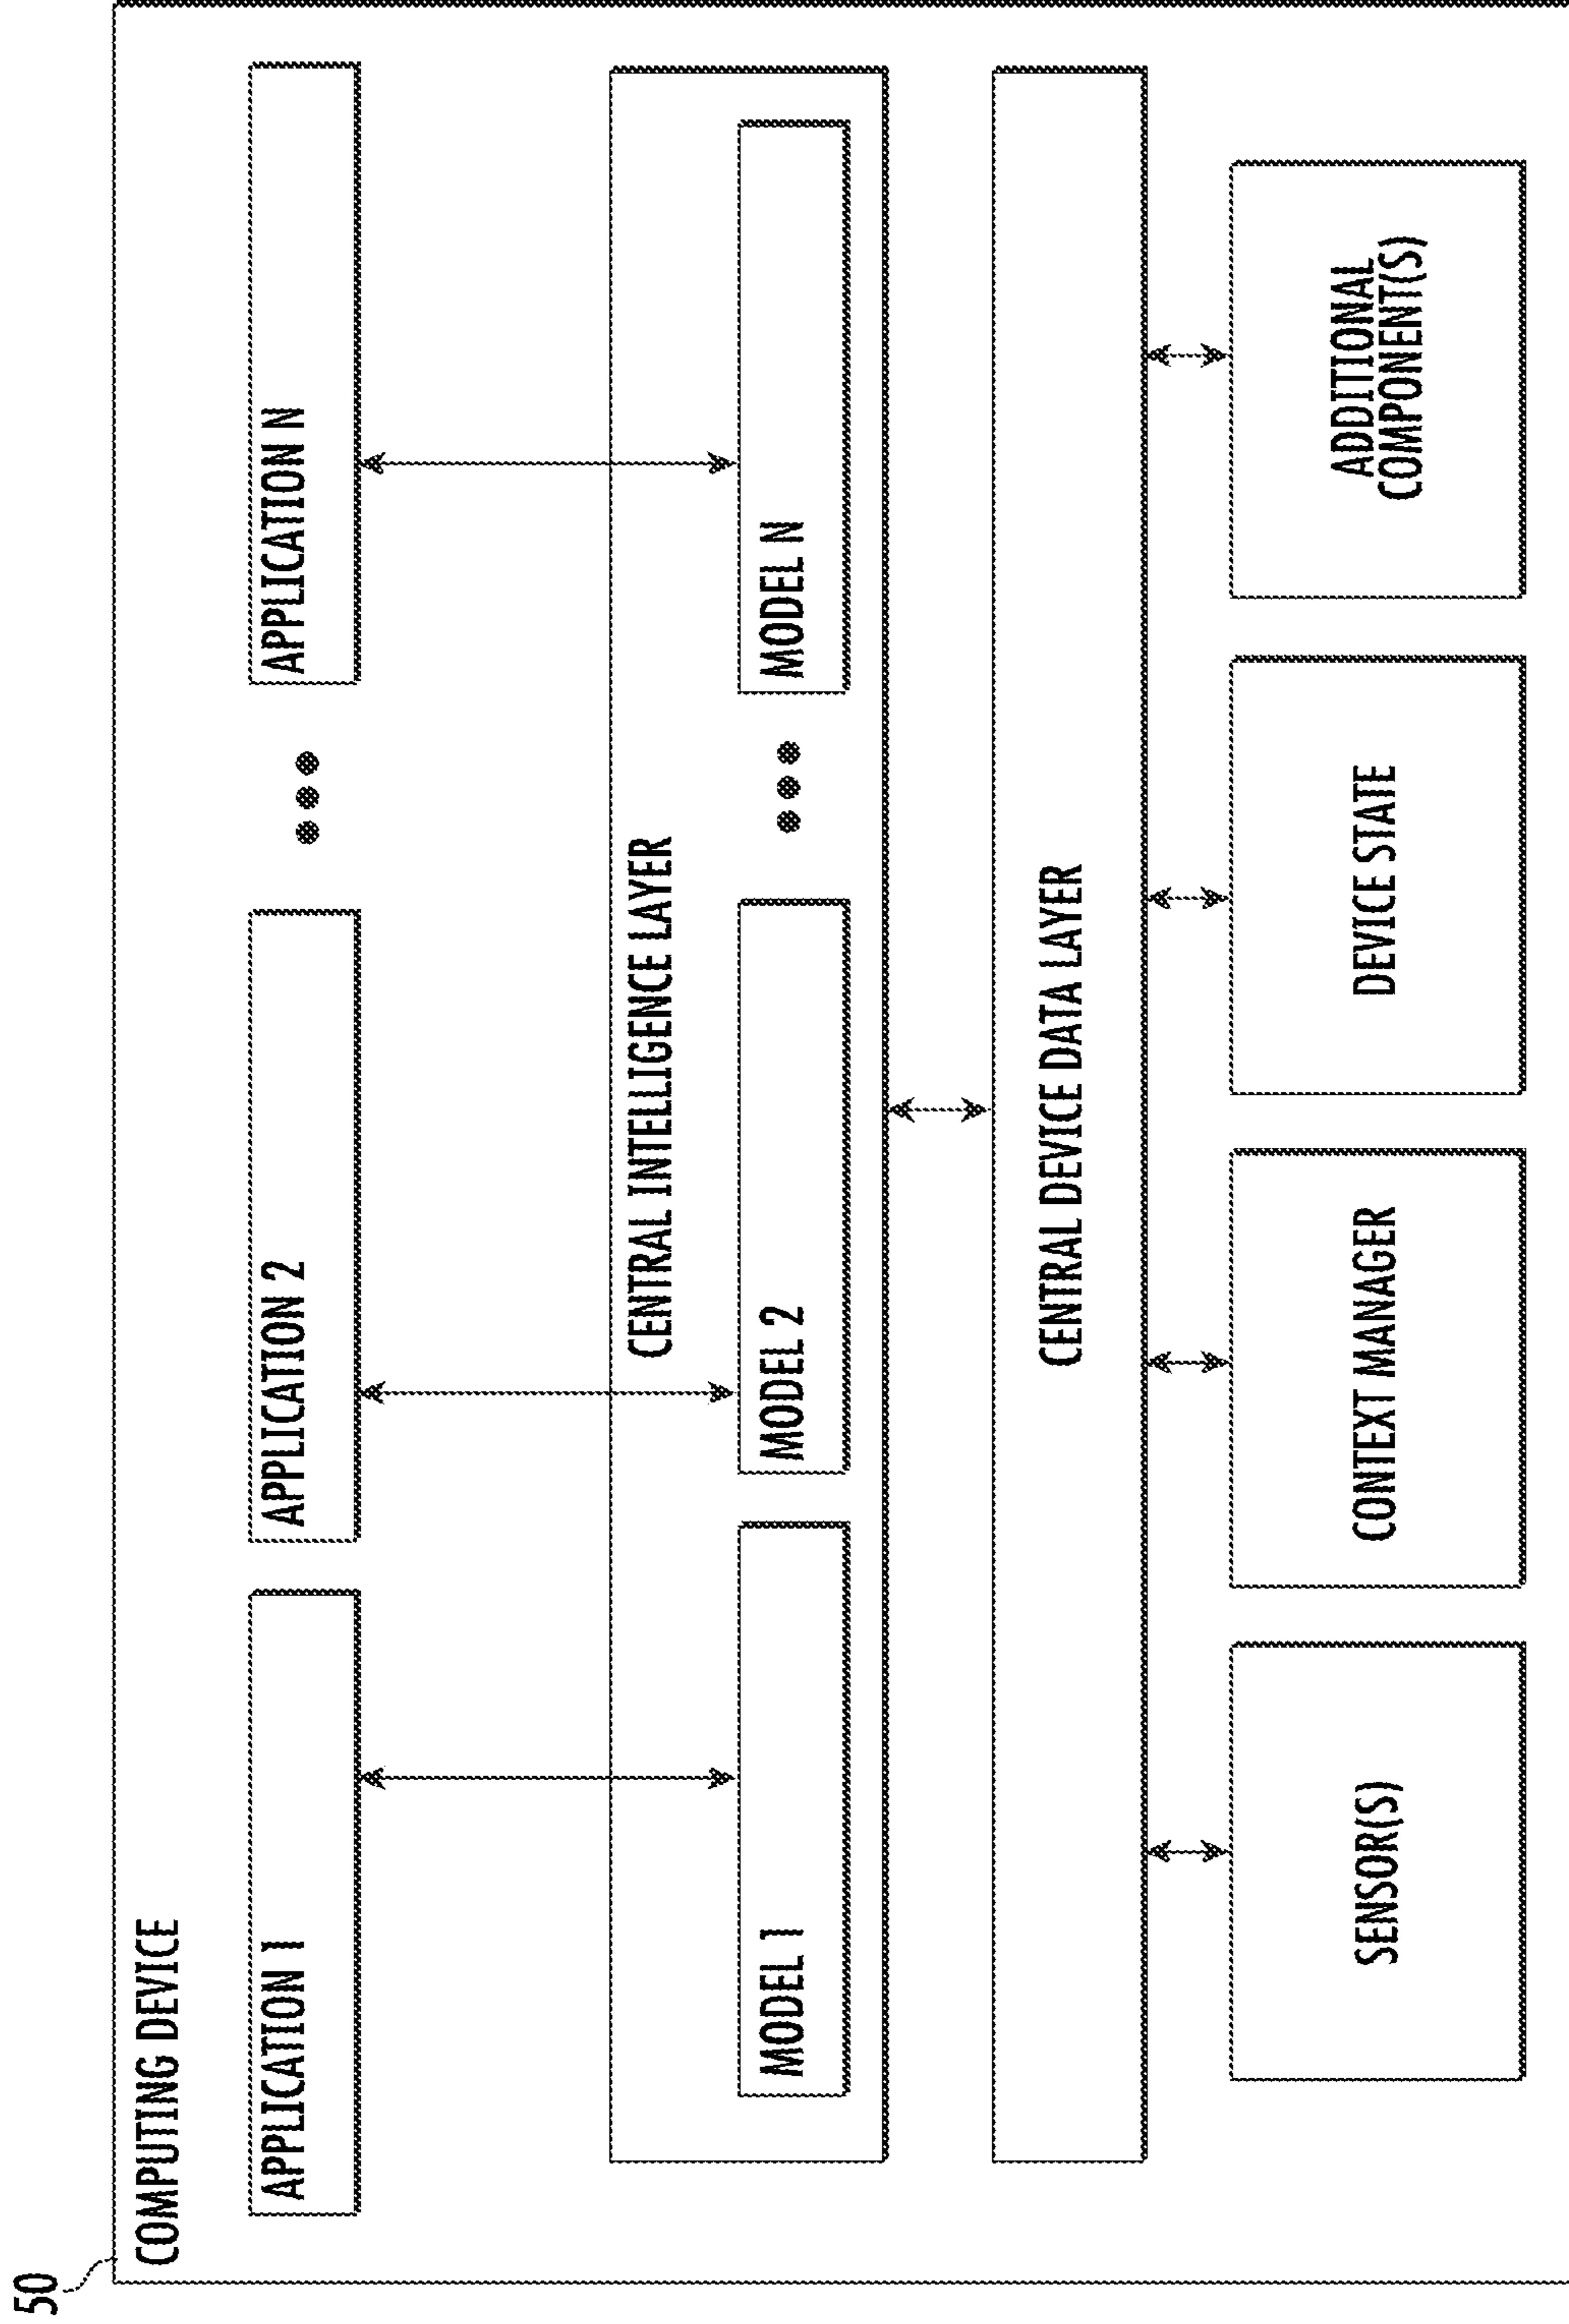 50
COMPUTING DEVICE
APPLICATION 1
APPLICATION 2
APPLICATION N
CENTRAL INTELLIGENCE LAYER
MODEL 1
MODEL 2
MODEL N
CENTRAL DEVICE DATA LAYER
SENSOR(S)
CONTEXT MANAGER
DEVICE STATE
ADDITIONAL
COMPONENT(S)